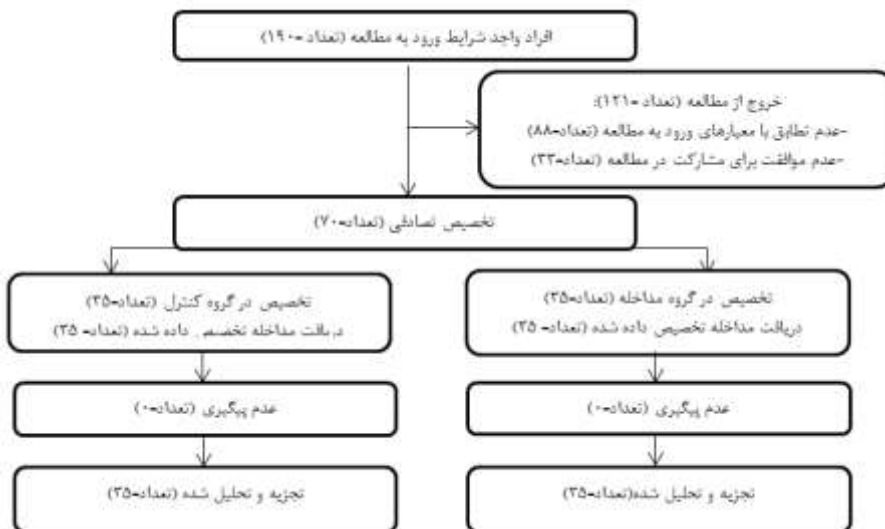 افراد واجد شرایط ورود به مطالعه (تعداد =۱۹۰)
خروج از مطالعه (تعداد =۱۲۱):
-عدم تطابق با معیارهای ورود به مطالعه (تعداد=۸۸)
-عدم موافقت برای مشارکت در مطالعه (تعداد=۳۳)
تخصیص تصادفی (تعداد=۷۰)
تخصیص در گروه مداخله (تعداد=۳۵)
دریافت مداخله تخصیص داده شده (تعداد= ۳۵)
تخصیص در گروه کنترل (تعداد=۳۵)
دریافت مداخله تخصیص داده شده (تعداد= ۳۵)
عدم پیگیری (تعداد=۰)
عدم پیگیری (تعداد=۰)
تجزیه و تحلیل شده(تعداد=۳۵)
تجزیه و تحلیل شده (تعداد=۳۵)